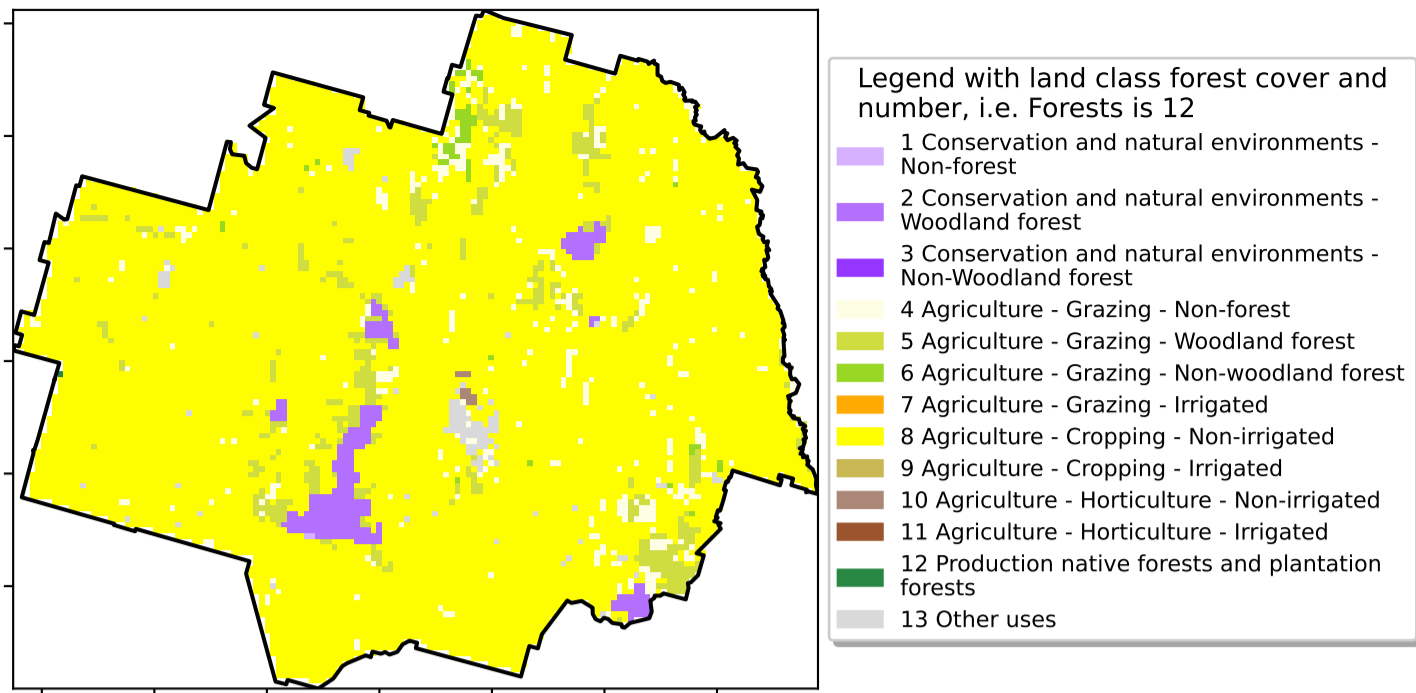 Legend with land class forest cover and
number, i.e. Forests is 12
1 Conservation and natural environments -
Non-forest
2 Conservation and natural environments -
Woodland forest
3 Conservation and natural environments -
Non-Woodland forest
4 Agriculture - Grazing - Non-forest
5 Agriculture - Grazing - Woodland forest
6 Agriculture - Grazing - Non-woodland forest
7 Agriculture - Grazing - Irrigated
8 Agriculture - Cropping - Non-irrigated
9 Agriculture - Cropping - Irrigated
10 Agriculture - Horticulture - Non-irrigated
11 Agriculture - Horticulture - Irrigated
12 Production native forests and plantation
forests
13 Other uses